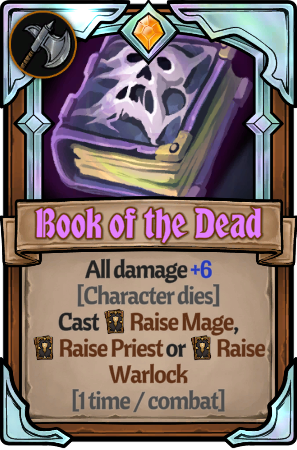 Book of the Dead
All damage +6
[Character dies]
Cast Raise Mage,
Raise Priest or Raise
Warlock
[1 time / combat]